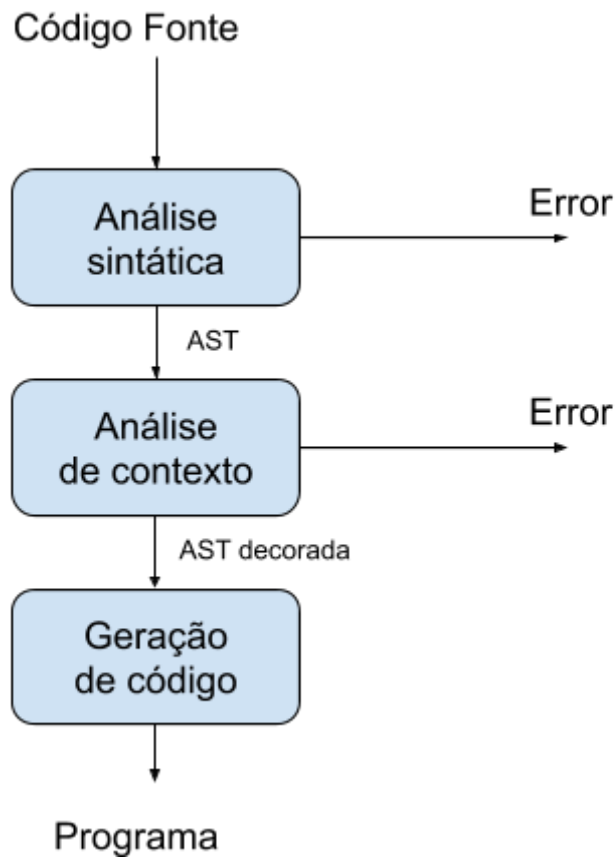 Código Fonte
Análise
sintática
Error
AST
Análise
de contexto
Error
AST decorada
Geração
de código
Programa